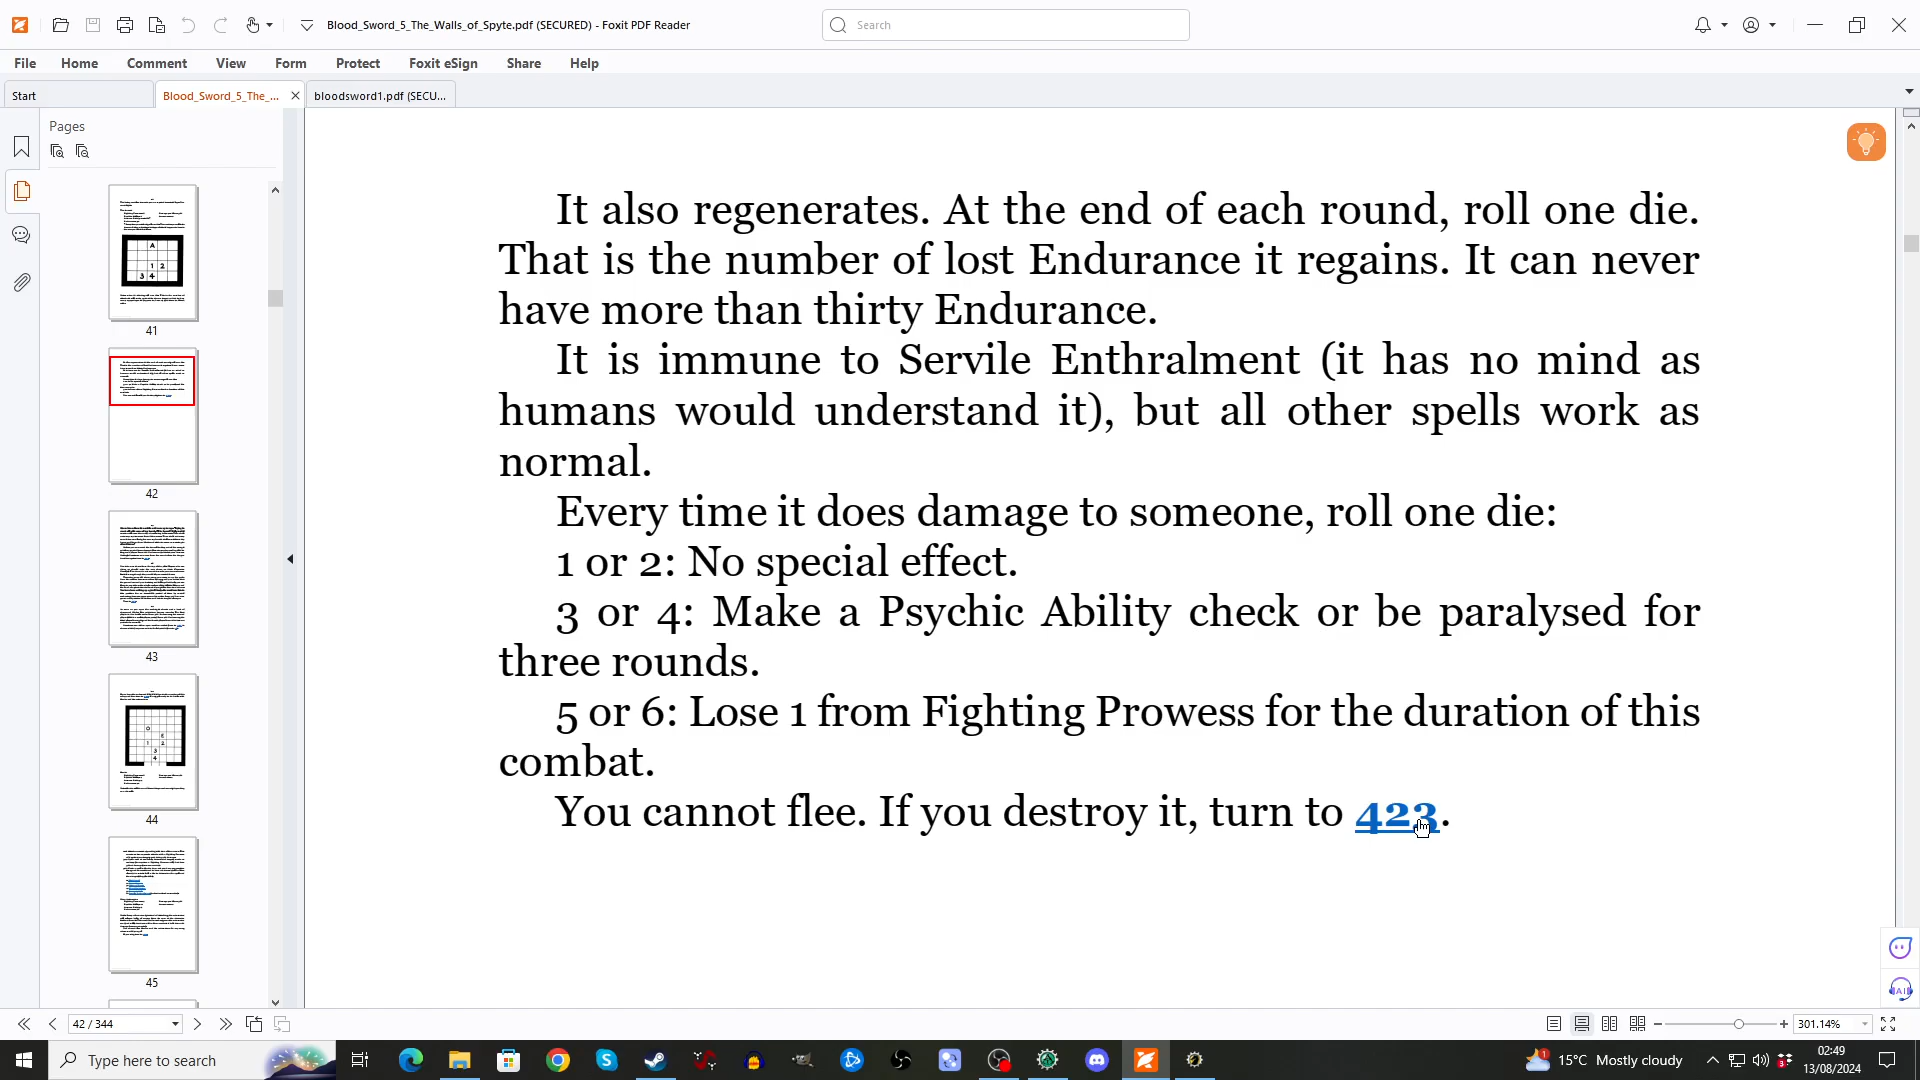 Blood_Sword_5_The_Walls_of_Spyte.pdf (SECURED) - Foxit PDF Reader
Search
File Home Comment View Form Protect Foxit eSign Share Help
Start
Blood_Sword_5_The_...
bloodsword1.pdf (SECU...
Pages
41
42
43
44
45
It also regenerates. At the end of each round, roll one die.
That is the number of lost Endurance it regains. It can never
have more than thirty Endurance.
It is immune to Servile Enthralment (it has no mind as
humans would understand it), but all other spells work as
normal.
Every time it does damage to someone, roll one die:
1 or 2: No special effect.
3 or 4: Make a Psychic Ability check or be paralysed for
three rounds.
5 or 6: Lose 1 from Fighting Prowess for the duration of this
combat.
You cannot flee. If you destroy it, turn to 423.
42 / 344
301.14%
Type here to search
15°C Mostly cloudy
02:49
13/08/2024